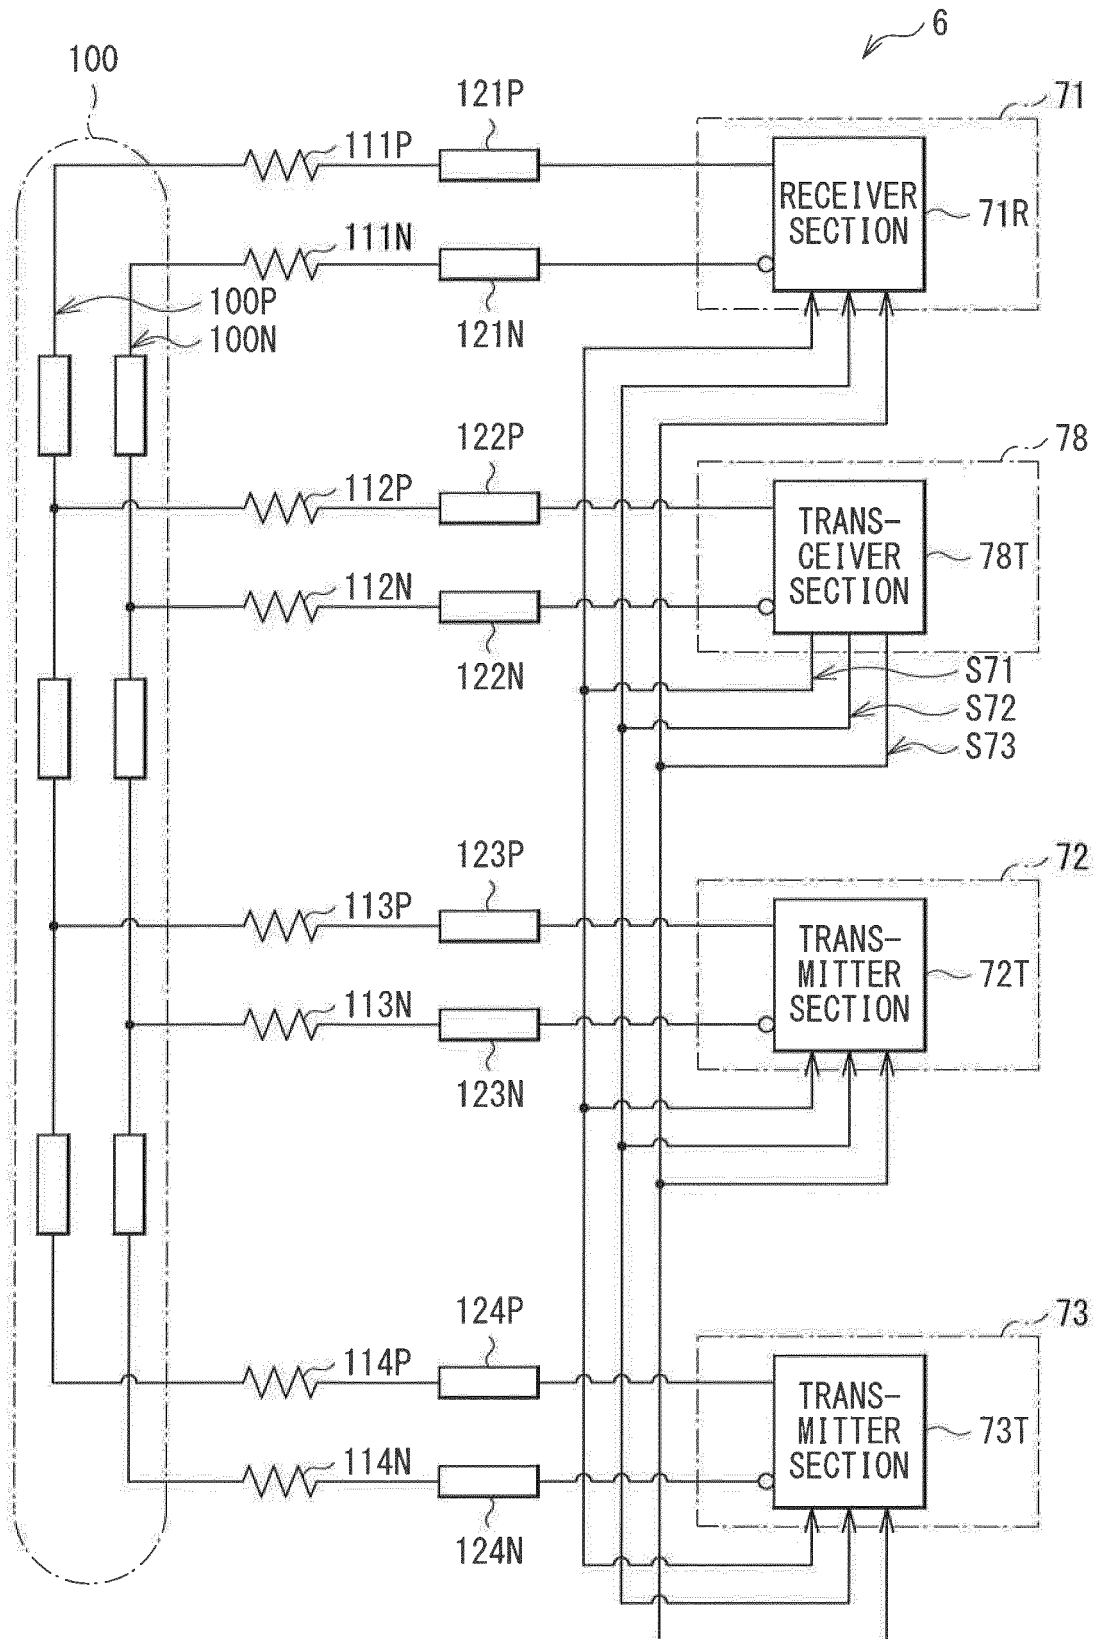 6
100
121P
71
111P
RECEIVER
SECTION
71R
111N
100P
100N
121N
122P
78
112P
TRANS-
CEIVER
SECTION
78T
112N
122N
S71
S72
S73
123P
72
113P
TRANS-
MITTER
SECTION
72T
113N
123N
124P
73
114P
TRANS-
MITTER
SECTION
73T
114N
124N